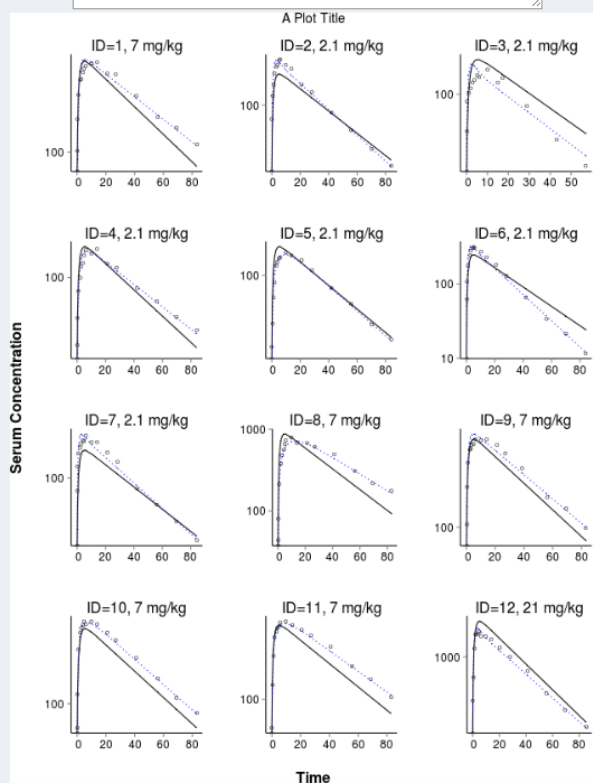 A Plot Title
ID=1, 7 mg/kg
ID=2, 2.1 mg/kg
ID=3, 2.1 mg/kg
100
100
100
0 20 40 60 80
0 20 40 60 80
0 10 20 30 40 50
ID=4, 2.1 mg/kg
ID=5, 2.1 mg/kg
ID=6, 2.1 mg/kg
100
100
100
10
0 20 40 60 80
0 20 40 60 80
0 20 40 60 80
Serum Concentration
ID=7, 2.1 mg/kg
ID=8, 7 mg/kg
ID=9, 7 mg/kg
100
1000
100
100
0 20 40 60 80
0 20 40 60 80
0 20 40 60 80
ID=10, 7 mg/kg
ID=11, 7 mg/kg
ID=12, 21 mg/kg
100
100
1000
0 20 40 60 80
0 20 40 60 80
0 20 40 60 80
Time